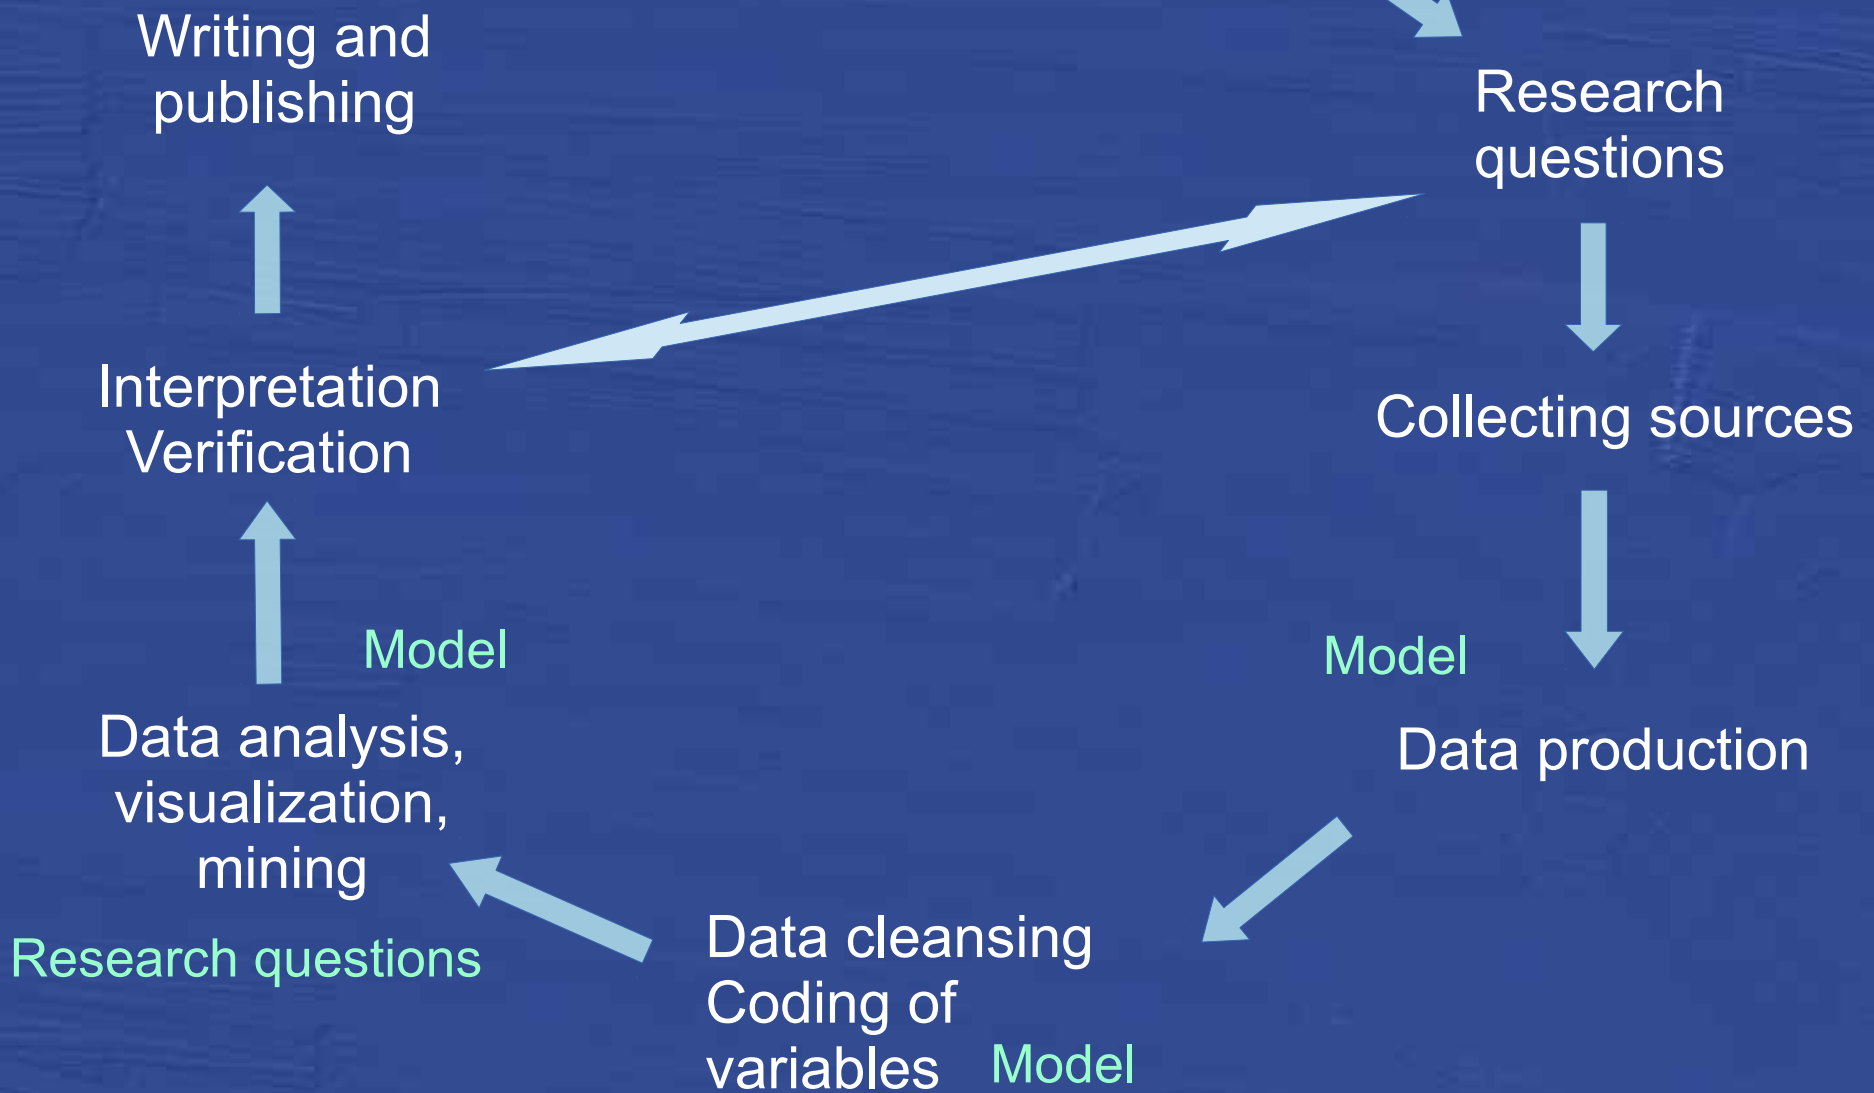 Writing and
publishing
Research
questions
Interpretation
Verification
Collecting sources
Model
Model
Data analysis,
visualization,
mining
Data production
Research questions
Data cleansing
Coding of
variables
Model